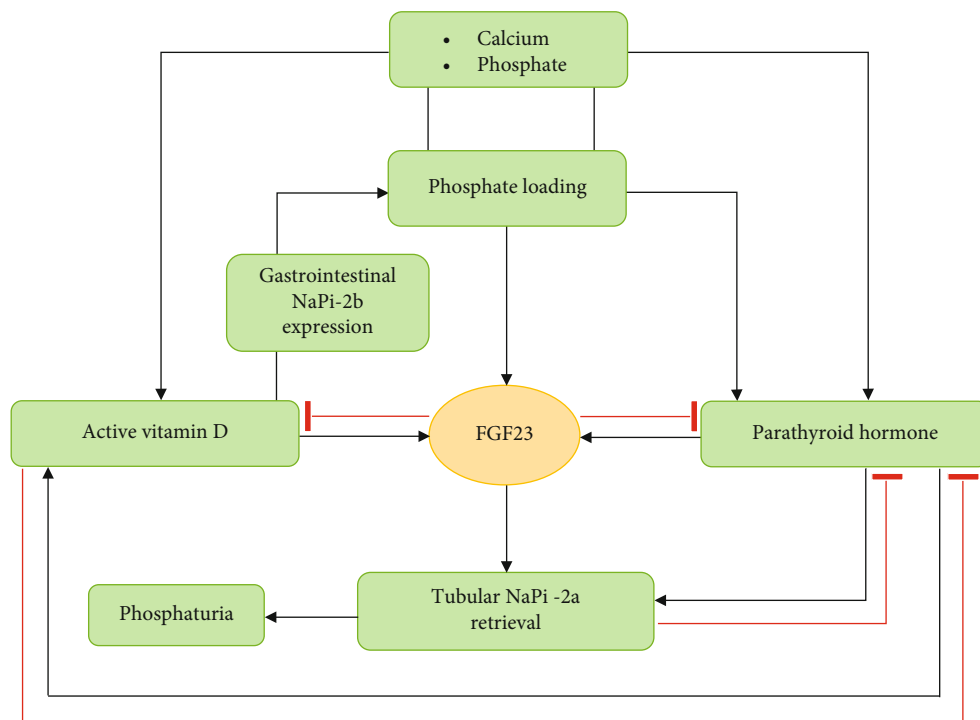 • Calcium
• Phosphate
Phosphate loading
Gastrointestinal
NaPi-2b
expression
Active vitamin D
FGF23
Parathyroid hormone
Tubular NaPi -2a
retrieval
Phosphaturia